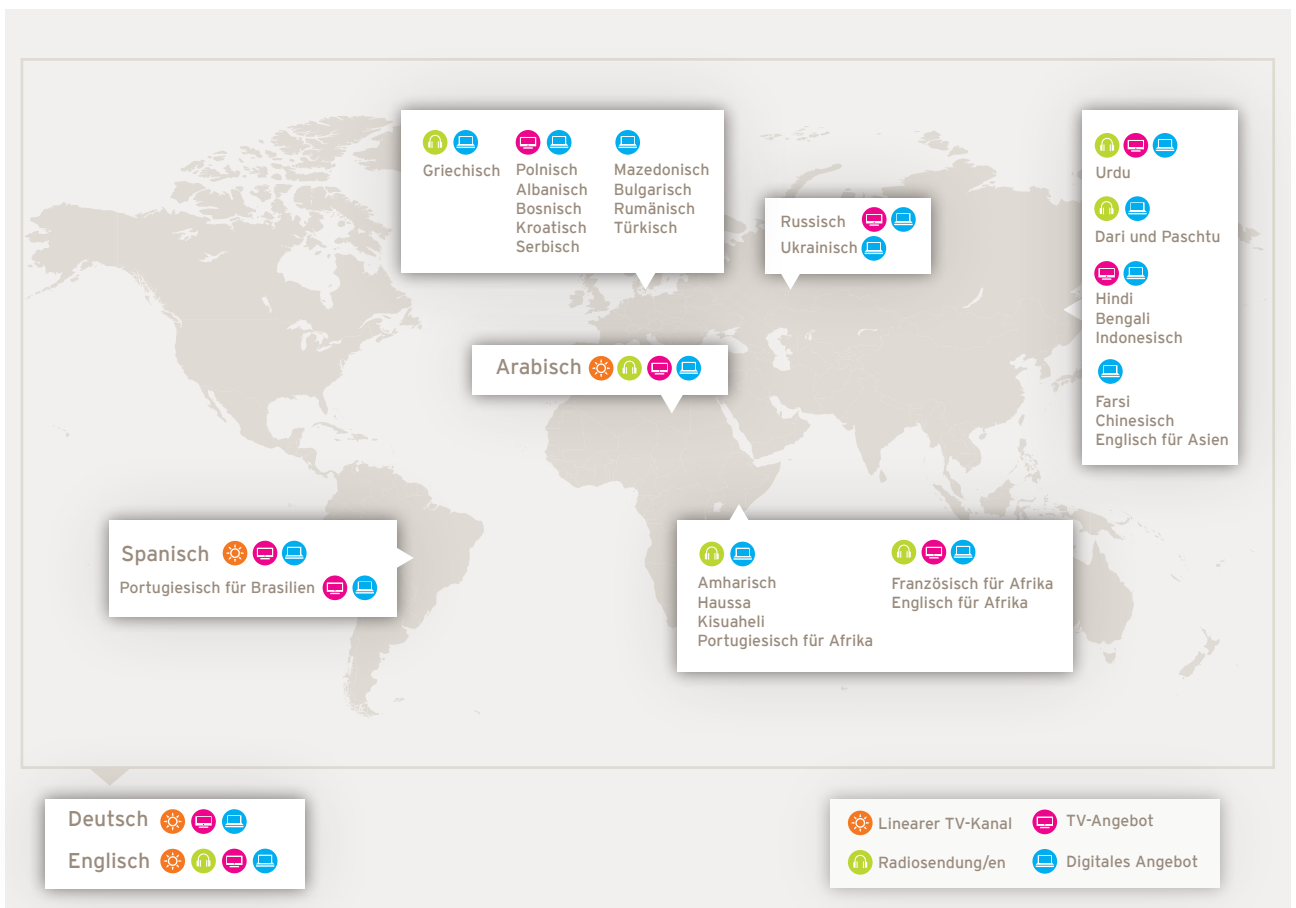 Griechisch
Polnisch
Albanisch
Bosnisch
Kroatisch
Serbisch
Mazedonisch
Bulgarisch
Rumänisch
Türkisch
Russisch
Ukrainisch
Urdu
Dari und Paschtu
Hindi
Bengali
Indonesisch
Farsi
Chinesisch
Englisch für Asien
Arabisch
Spanisch
Portugiesisch für Brasilien
Amharisch
Haussa
Kisuaheli
Portugiesisch für Afrika
Französisch für Afrika
Englisch für Afrika
Deutsch
Englisch
Linearer TV-Kanal
TV-Angebot
Radiosendung/en
Digitales Angebot